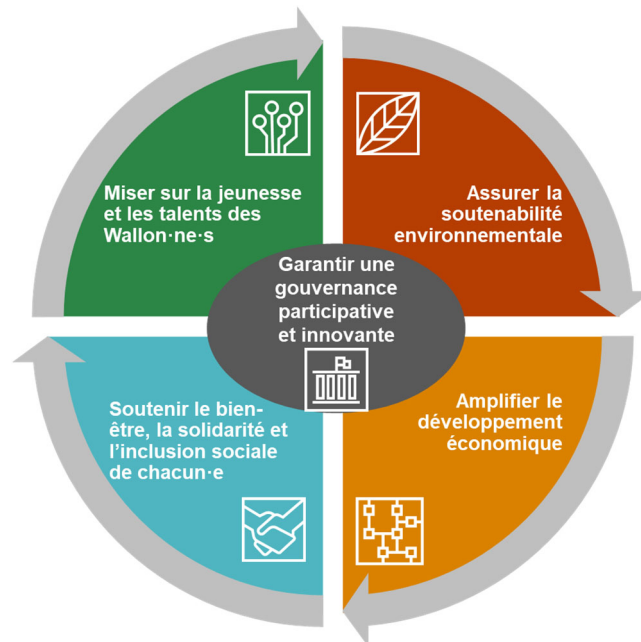 Miser sur la jeunesse
et les talents des
Wallon·ne·s
Assurer la
soutenabilité
environnementale
Garantir une
gouvernance
participative
et innovante
Soutenir le bien-
être, la solidarité et
l’inclusion sociale
de chacun·e
Amplifier le
développement
économique